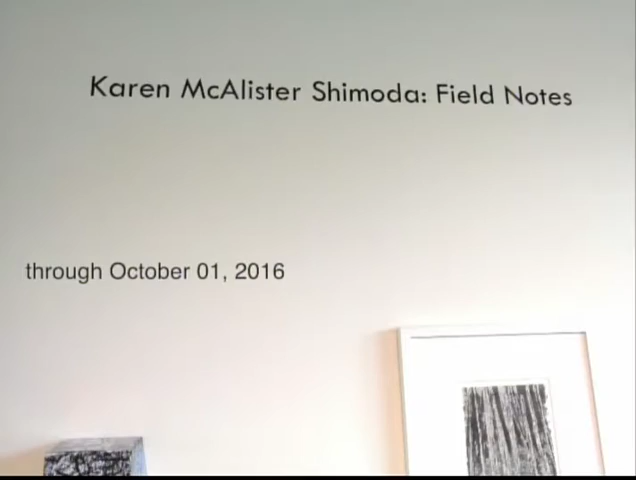 Karen McAlister Shimoda: Field Notes
through October 01, 2016